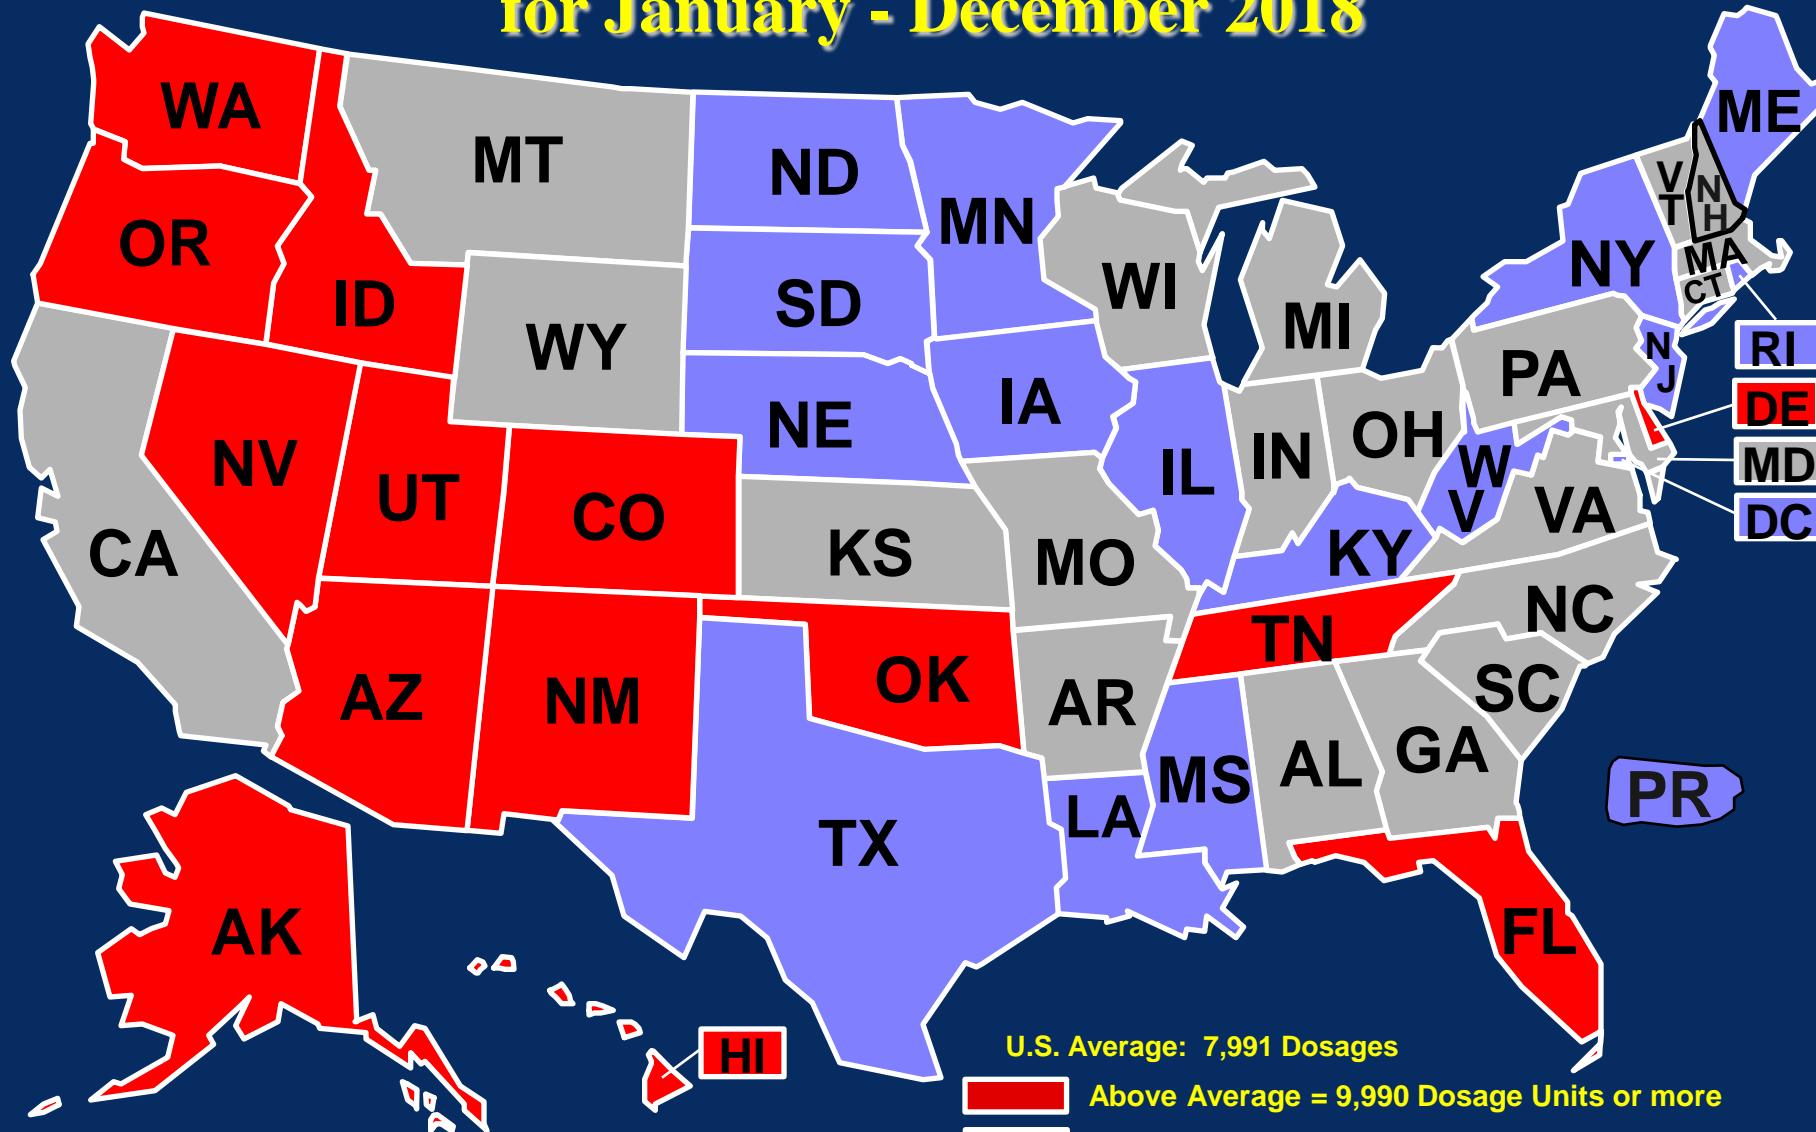 for January - December 2018
WA
MT
ND
MN
ME
VT
NH
OR
ID
SD
WI
MI
NY
MA
CT
WY
RI
NJ
PA
DE
NE
IA
OH
MD
NV
UT
CO
IL
IN
WV
VA
DC
CA
KS
MO
KY
NC
TN
AZ
NM
OK
AR
SC
MS
AL
GA
PR
TX
LA
AK
FL
HI
U.S. Average: 7,991 Dosages
Above Average = 9,990 Dosage Units or more